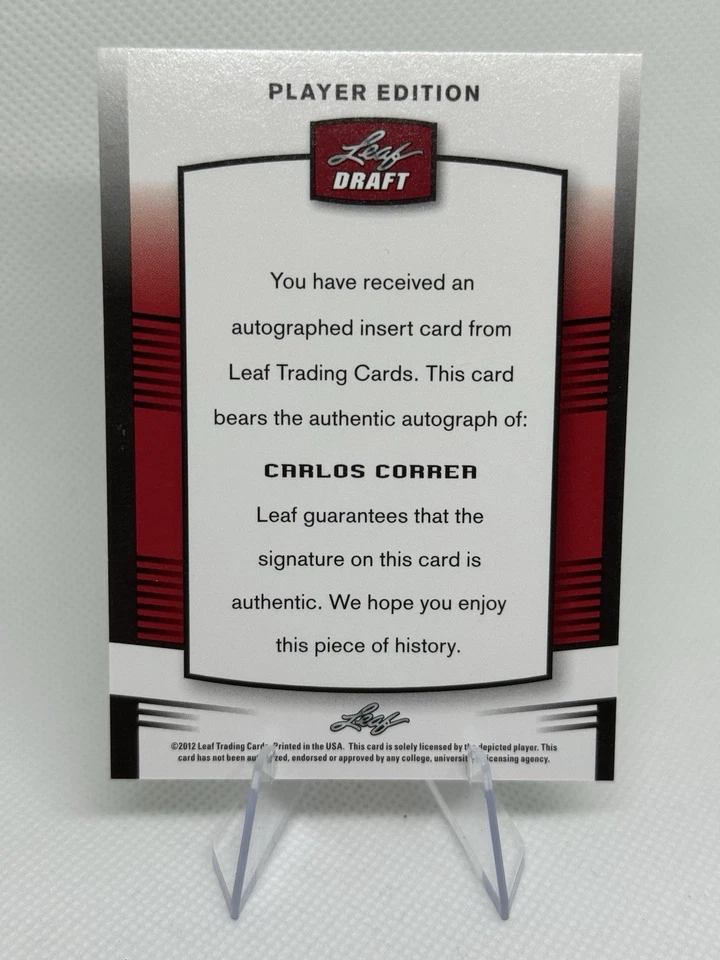 PLAYER EDITION
Leaf
DRAFT
You have received an
autographed insert card from
Leaf Trading Cards. This card
bears the authentic autograph of:
CARLOS CORREA
Leaf guarantees that the
signature on this card is
authentic. We hope you enjoy
this piece of history.
Leaf
©2012 Leaf Trading Cards Printed in the USA. This card is solely licensed by the depicted player. This
card has not been endorsed or approved by any college, licensing agency.